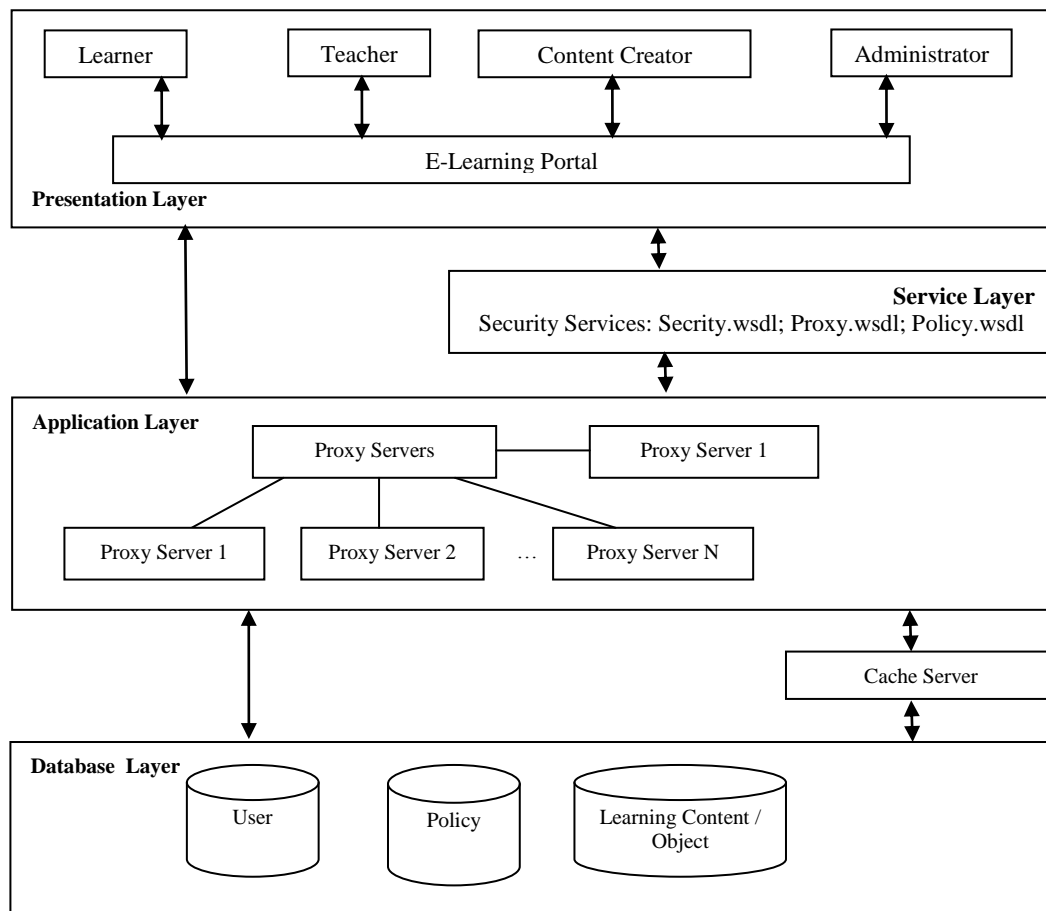 Learner
Teacher
Content Creator
Administrator
E-Learning Portal
Presentation Layer
Service Layer
Security Services: Secrity.wsdl; Proxy.wsdl; Policy.wsdl
Application Layer
Proxy Servers
Proxy Server 1
Proxy Server 1
Proxy Server 2
…
Proxy Server N
Cache Server
Database Layer
User
Policy
Learning Content /
Object